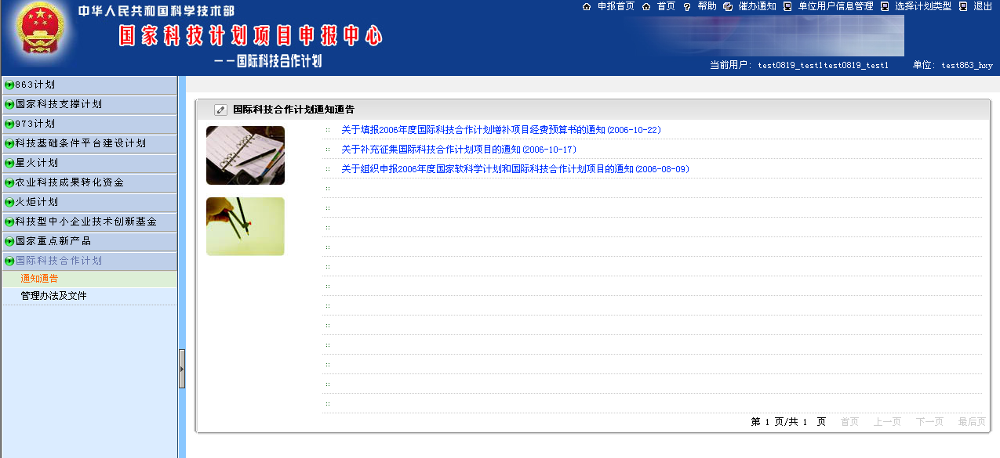 中华人民共和国科学技术部
国家科技计划项目申报中心
——国际科技合作计划
申报首页 首页 帮助 催办通知 单位用户信息管理 选择计划类型 退出
当前用户: test0819_test1test0819_test1 单位: test863_hxy
863计划
国家科技支撑计划
973计划
科技基础条件平台建设计划
星火计划
农业科技成果转化资金
火炬计划
科技型中小企业技术创新基金
国家重点新产品
国际科技合作计划
通知通告
管理办法及文件
国际科技合作计划通知通告
关于填报2006年度国际科技合作计划增补项目经费预算书的通知(2006-10-22)
关于补充征集国际科技合作计划项目的通知(2006-10-17)
关于组织申报2006年度国家软科学计划和国际科技合作计划项目的通知(2006-08-09)
第 1 页/共 1 页 首页 上一页 下一页 最后页